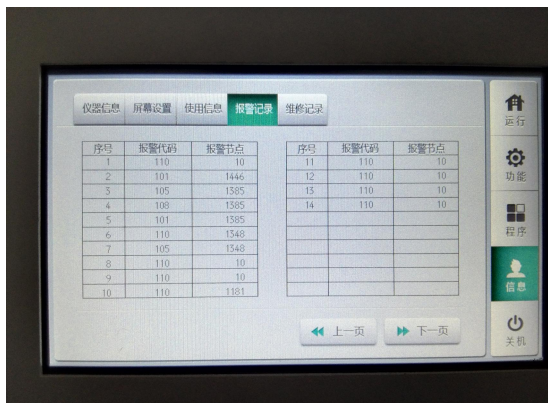 仪器信息 屏幕设置 使用信息 报警记录 维修记录
序号 报警代码 报警节点
1 110 10
2 101 1446
3 105 1385
4 108 1385
5 101 1385
6 110 1348
7 105 1348
8 110 10
9 110 10
10 110 1181
序号 报警代码 报警节点
11 110 10
12 110 10
13 110 10
14 110 10
上一页 下一页
运行
功能
程序
信息
关机